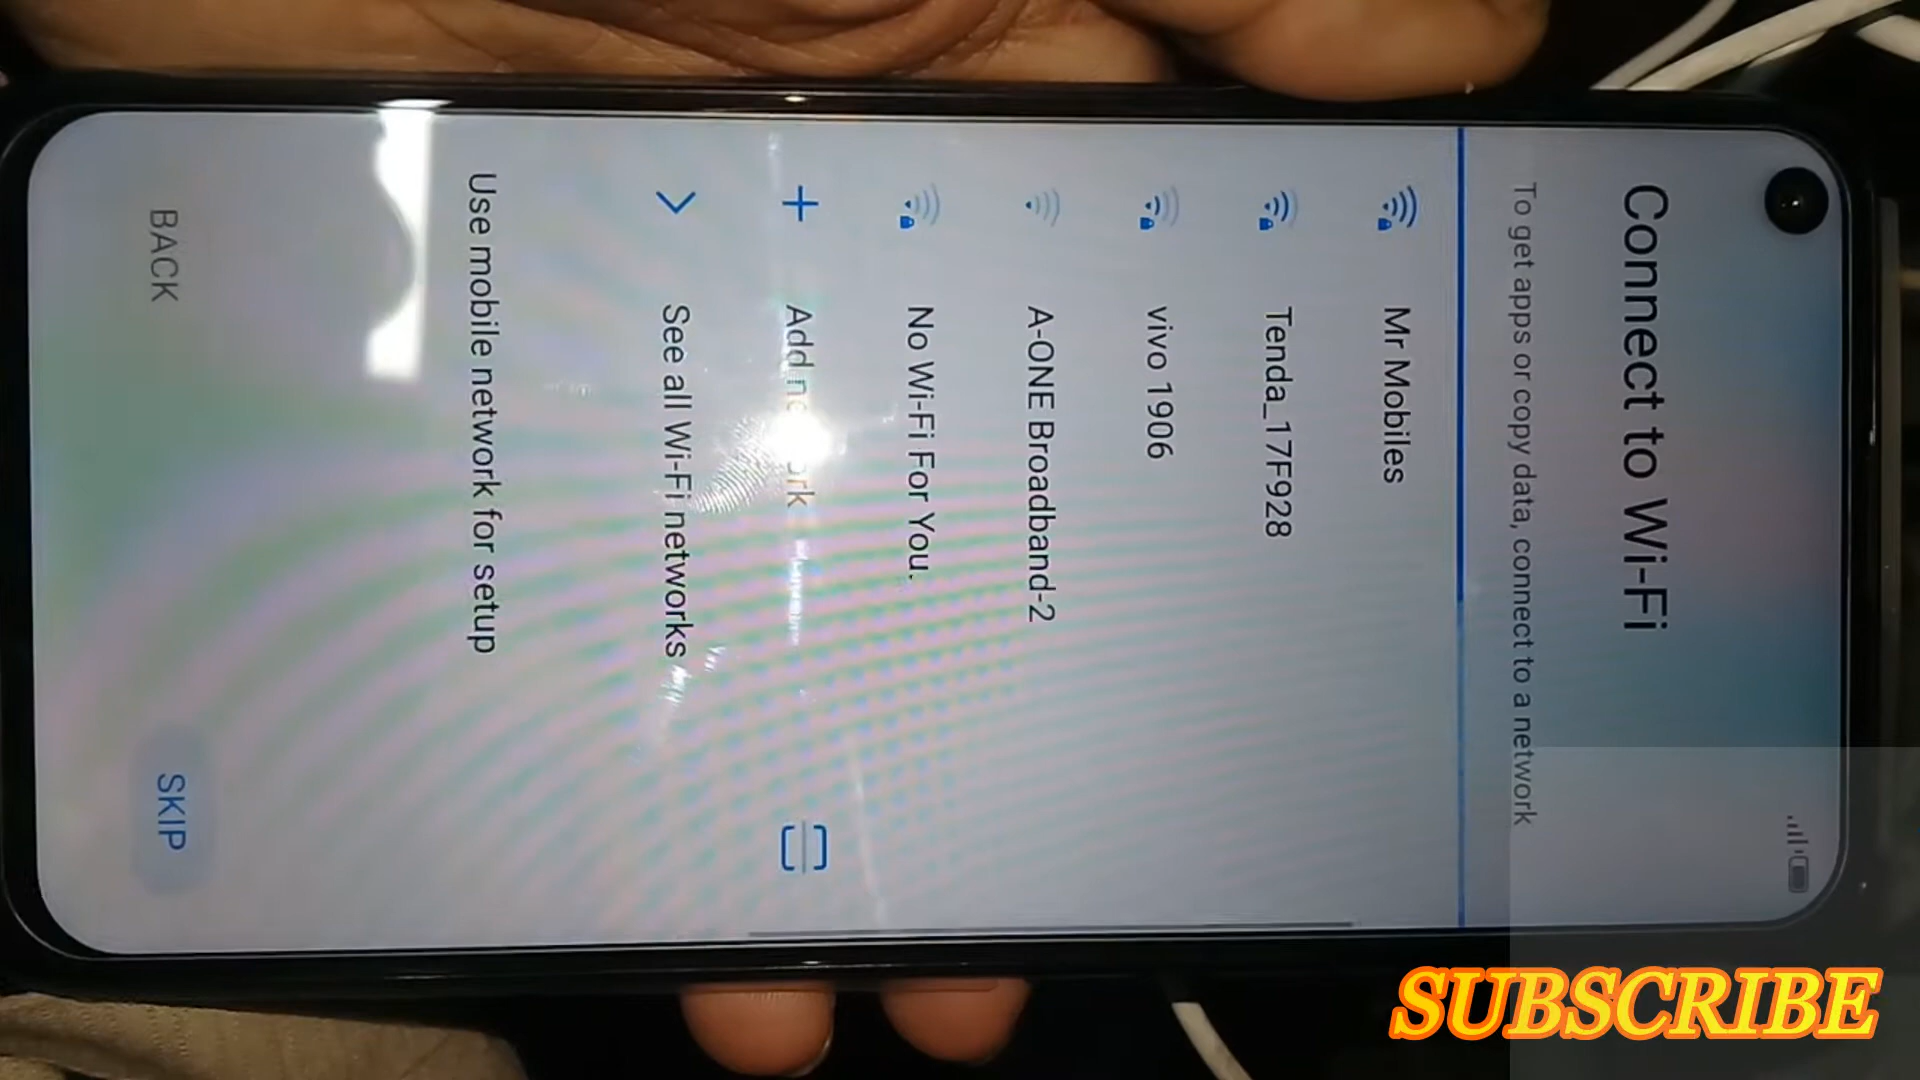 Connect to Wi-Fi
To get apps or copy data, connect to a network
Mr Mobiles
Tenda_17F928
vivo 1906
A-ONE Broadband-2
No Wi-Fi For You.
Add
See all Wi-Fi networks
Use mobile network for setup
BACK
SKIP
SUBSCRIBE